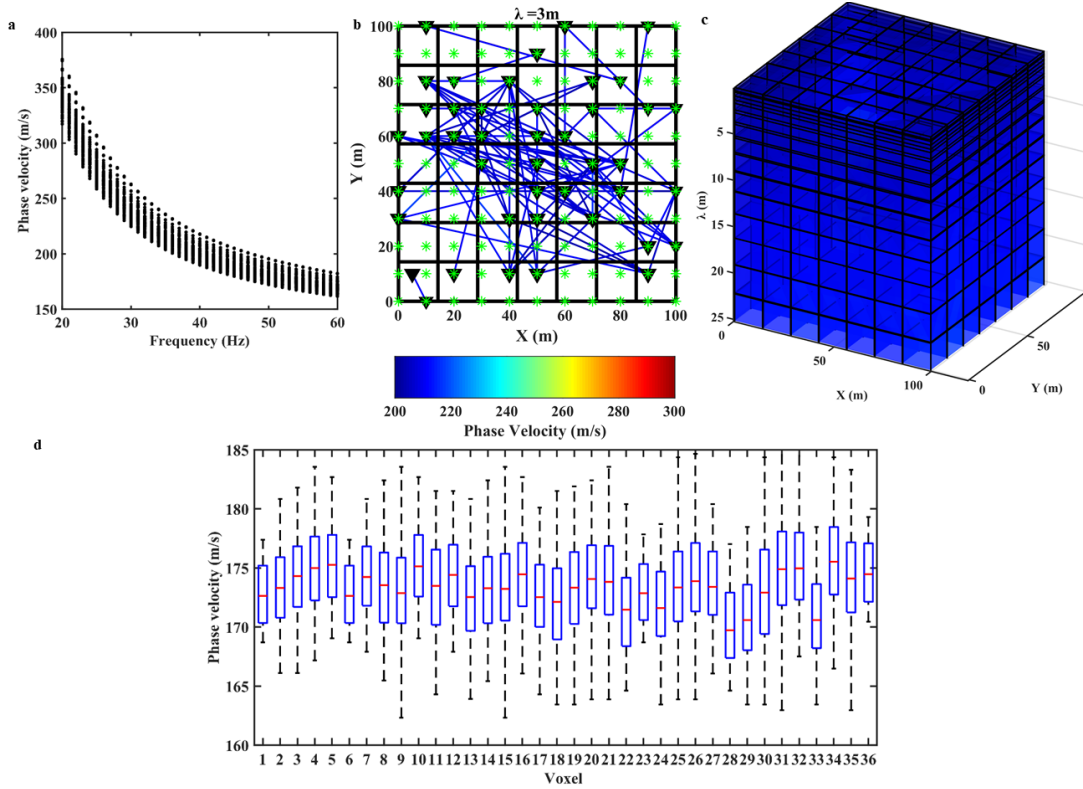 a
400
350
300
250
200
150
20
30
40
50
60
Phase velocity (m/s)
Frequency (Hz)
b
λ =3m
100
80
60
40
20
0
0
20
40
60
80
100
Y (m)
X (m)
200
220
240
260
280
300
Phase Velocity (m/s)
c
5
10
15
20
25
λ (m)
0
50
100
X (m)
0
50
Y (m)
d
185
180
175
170
165
160
Phase velocity (m/s)
1 2 3 4 5 6 7 8 9 10 11 12 13 14 15 16 17 18 19 20 21 22 23 24 25 26 27 28 29 30 31 32 33 34 35 36
Voxel